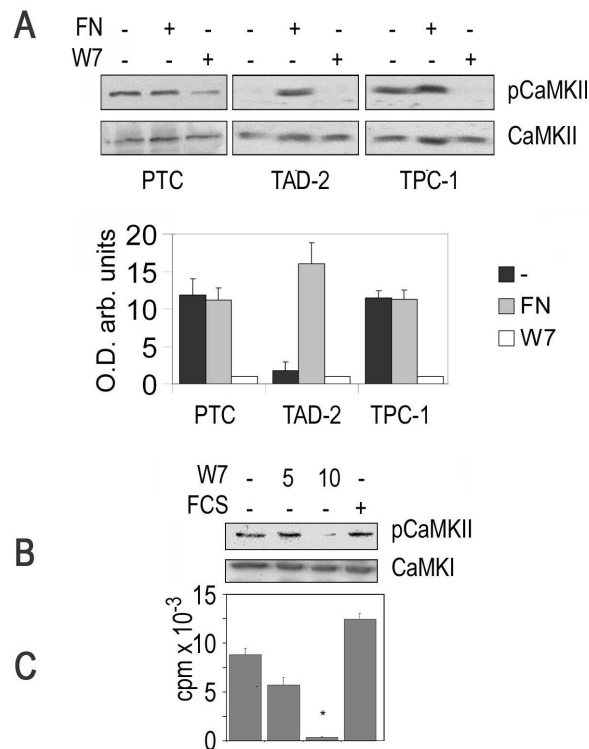 A
FN - + - - + - - + -
W7 - - + - - + - - +
pCaMKII
CaMKII
PTC TAD-2 TPC-1
20
15
10
5
0
O.D. arb. units
PTC TAD-2 TPC-1
-
FN
W7
W7 - 5 10 -
FCS - - - +
B
pCaMKII
CaMKI
C
15
10
5
0
cpm x 10-3
*